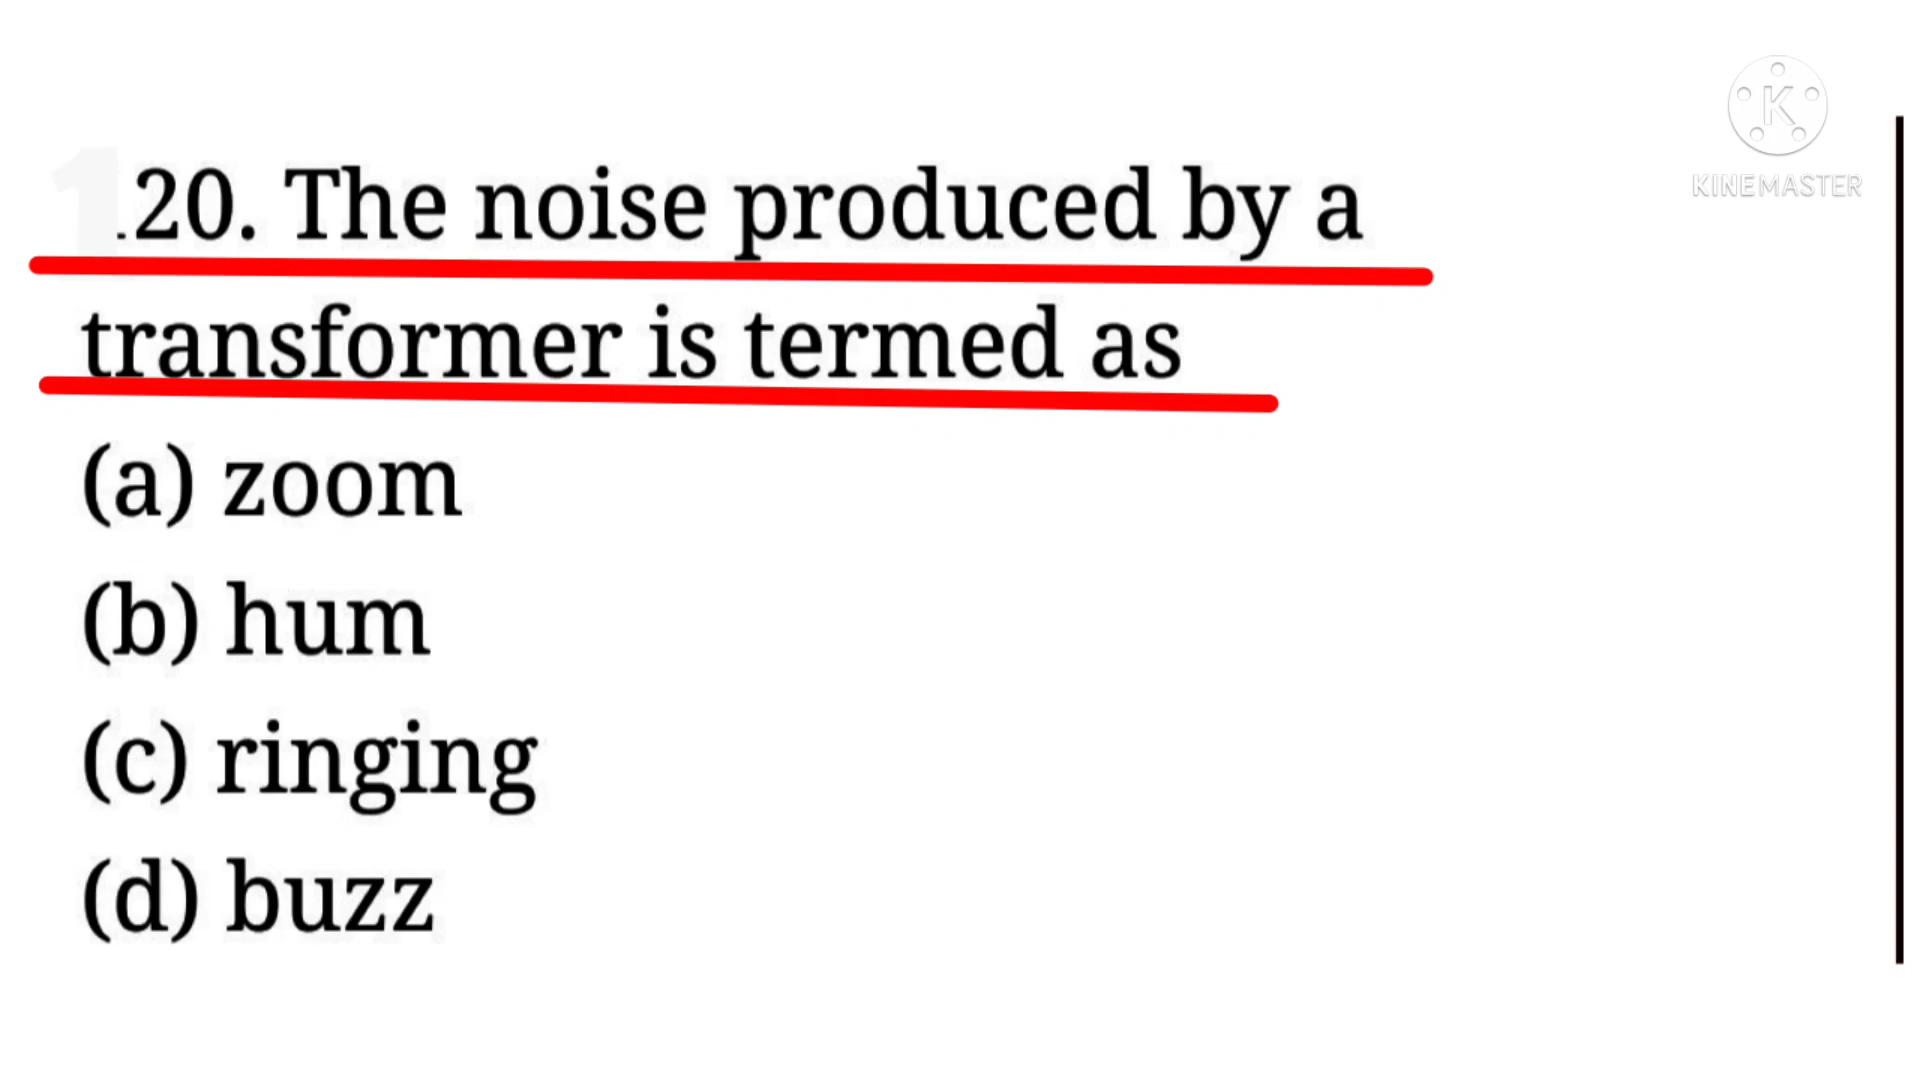 K
KINEMASTER
.20. The noise produced by a
transformer is termed as
(a) zoom
(b) hum
(c) ringing
(d) buzz